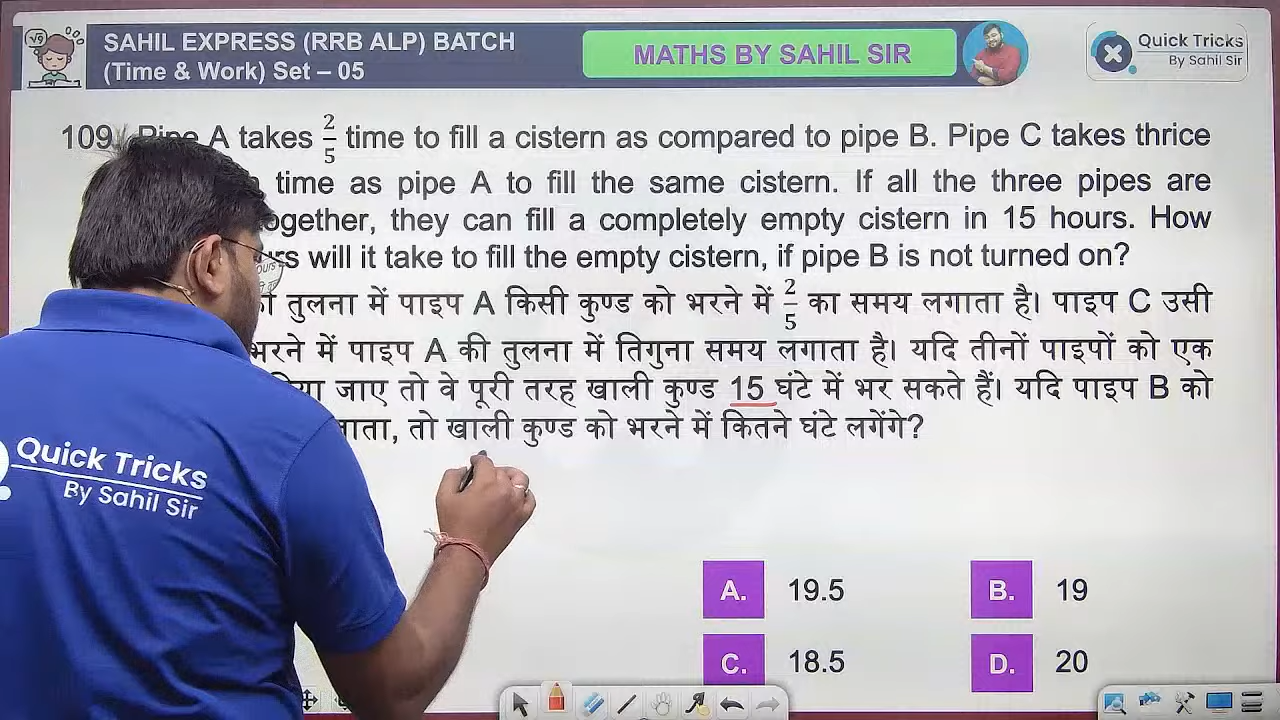 SAHIL EXPRESS (RRB ALP) BATCH
(Time & Work) Set – 05
MATHS BY SAHIL SIR
Quick Tricks
By Sahil Sir
109. Pipe A takes 2/5 time to fill a cistern as compared to pipe B. Pipe C takes thrice
time as pipe A to fill the same cistern. If all the three pipes are
together, they can fill a completely empty cistern in 15 hours. How
will it take to fill the empty cistern, if pipe B is not turned on?
तुलना में पाइप A किसी कुण्ड को भरने में 2/5 का समय लगाता है। पाइप C उसी
भरने में पाइप A की तुलना में तिगुना समय लगाता है। यदि तीनों पाइपों को एक
जाए तो वे पूरी तरह खाली कुण्ड 15 घंटे में भर सकते हैं। यदि पाइप B को
तो खाली कुण्ड को भरने में कितने घंटे लगेंगे?
Quick Tricks
By Sahil Sir
A. 19.5
B. 19
C. 18.5
D. 20